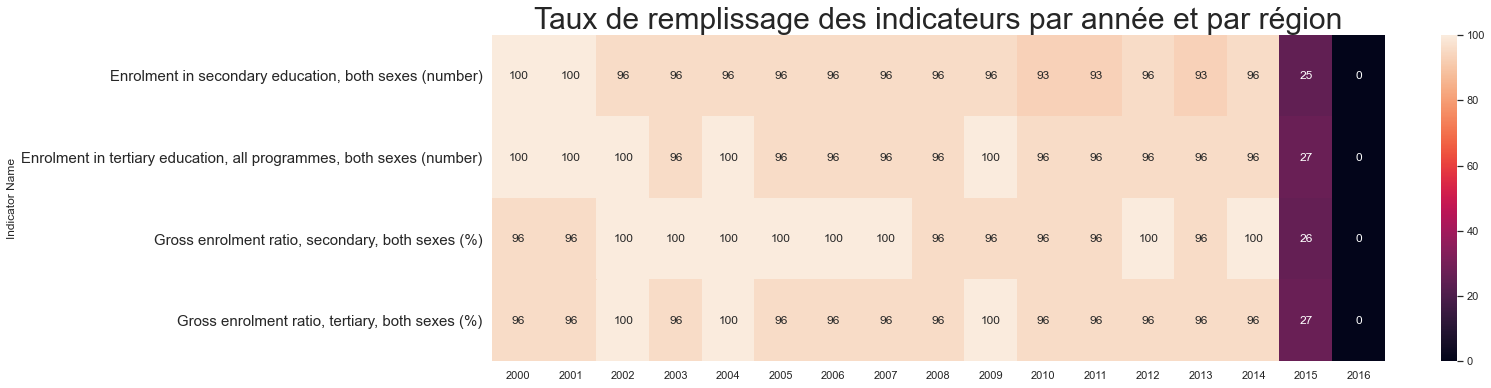 Taux de remplissage des indicateurs par année et par région
Indicator Name
Enrolment in secondary education, both sexes (number) 100 100 96 96 96 96 96 96 96 96 93 93 96 93 96 25 0
Enrolment in tertiary education, all programmes, both sexes (number) 100 100 100 96 100 96 96 96 96 100 96 96 96 96 96 27 0
Gross enrolment ratio, secondary, both sexes (%) 96 96 100 100 100 100 100 100 96 96 96 96 100 96 100 26 0
Gross enrolment ratio, tertiary, both sexes (%) 96 96 100 96 100 96 96 96 96 100 96 96 96 96 96 27 0
2000 2001 2002 2003 2004 2005 2006 2007 2008 2009 2010 2011 2012 2013 2014 2015 2016
100
80
60
40
20
0